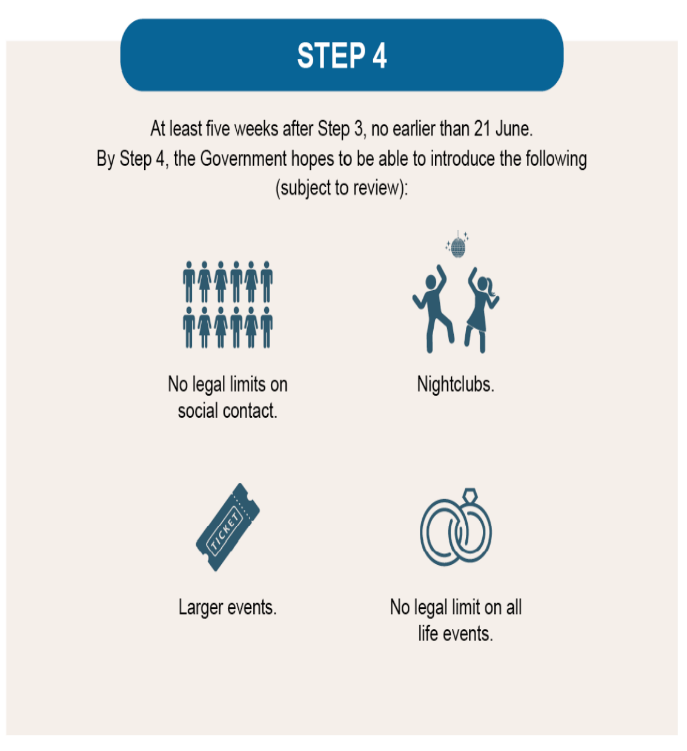 STEP 4
At least five weeks after Step 3, no earlier than 21 June.
By Step 4, the Government hopes to be able to introduce the following
(subject to review):
No legal limits on
social contact.
Nightclubs.
TICKET
Larger events.
No legal limit on all
life events.